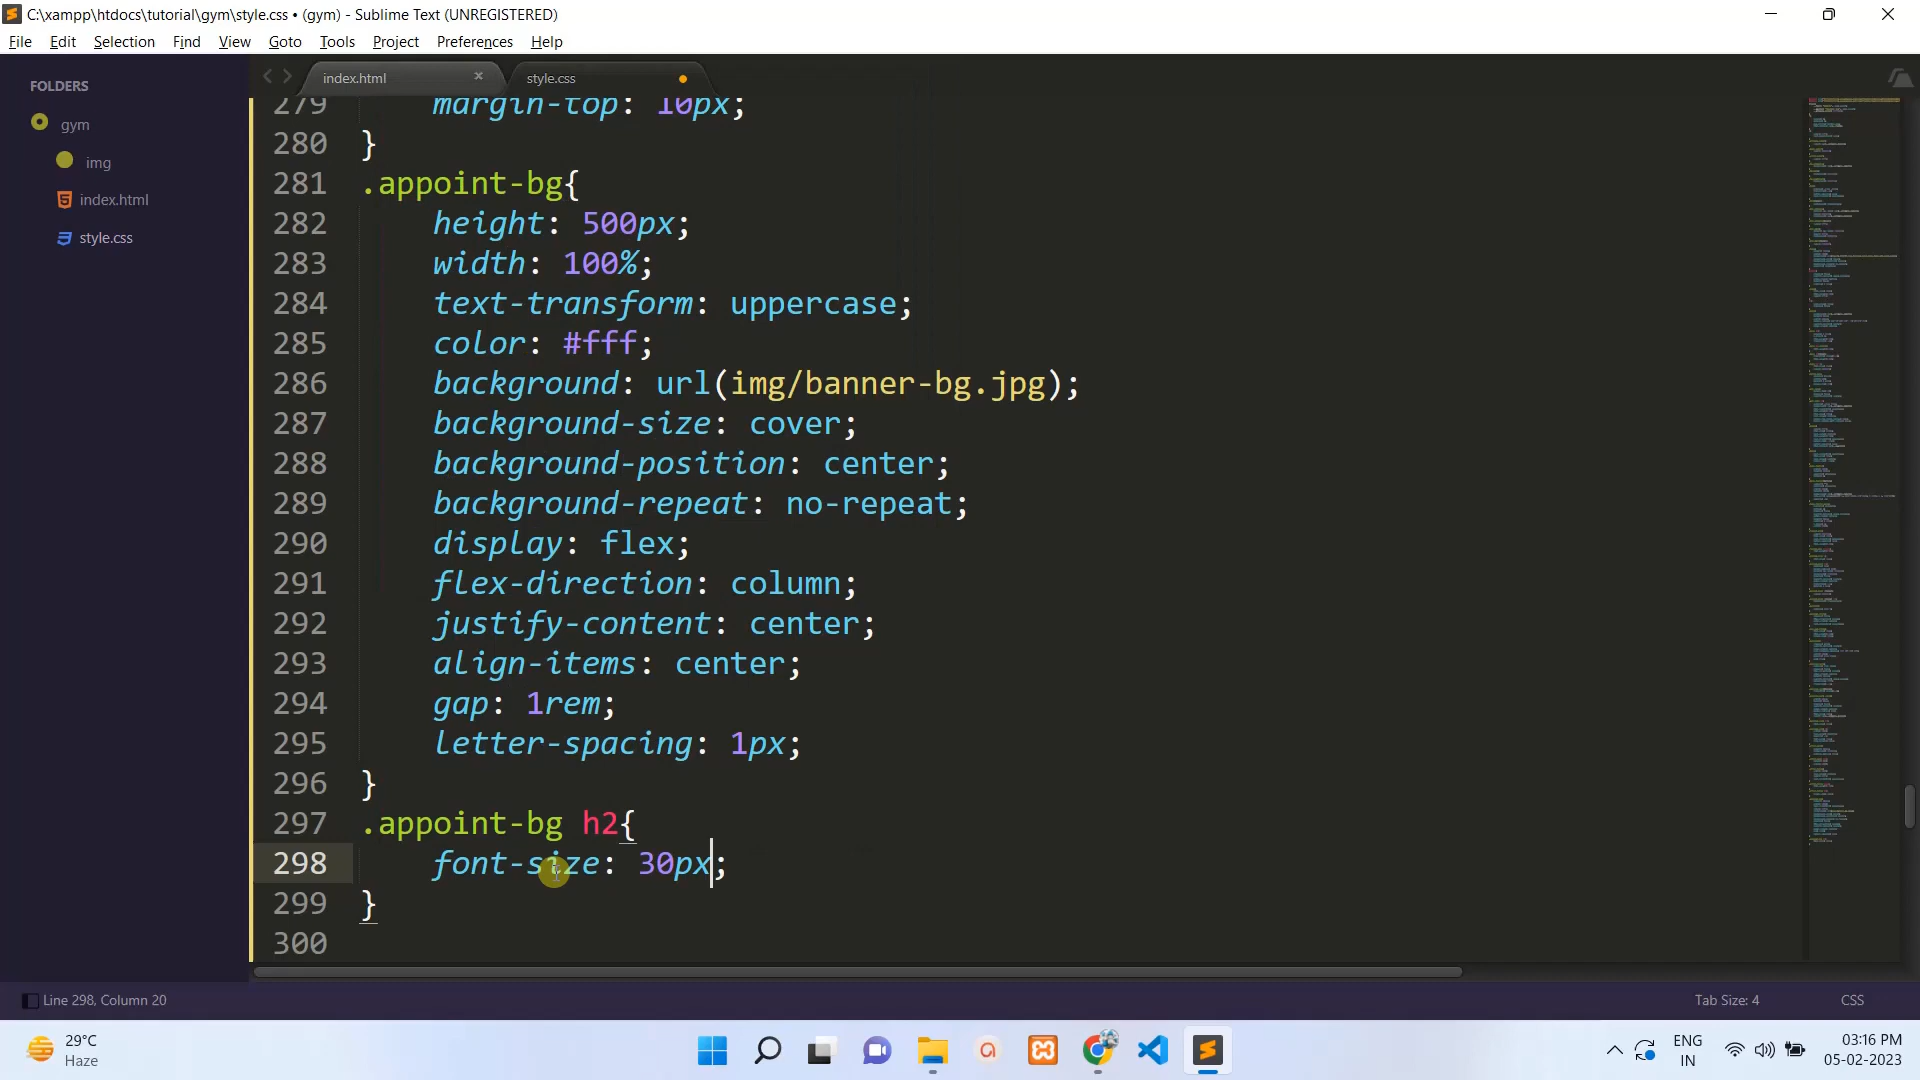 C:\xampp\htdocs\tutorial\gym\style.css • (gym) - Sublime Text (UNREGISTERED)
File Edit Selection Find View Goto Tools Project Preferences Help
FOLDERS
gym
img
index.html
style.css
index.html
style.css
279 margin-top: 10px;
280 }
281 .appoint-bg{
282 height: 500px;
283 width: 100%;
284 text-transform: uppercase;
285 color: #fff;
286 background: url(img/banner-bg.jpg);
287 background-size: cover;
288 background-position: center;
289 background-repeat: no-repeat;
290 display: flex;
291 flex-direction: column;
292 justify-content: center;
293 align-items: center;
294 gap: 1rem;
295 letter-spacing: 1px;
296 }
297 .appoint-bg h2{
298 font-size: 30px;
299 }
300
Line 298, Column 20
Tab Size: 4
CSS
29°C
Haze
ENG
IN
03:16 PM
05-02-2023